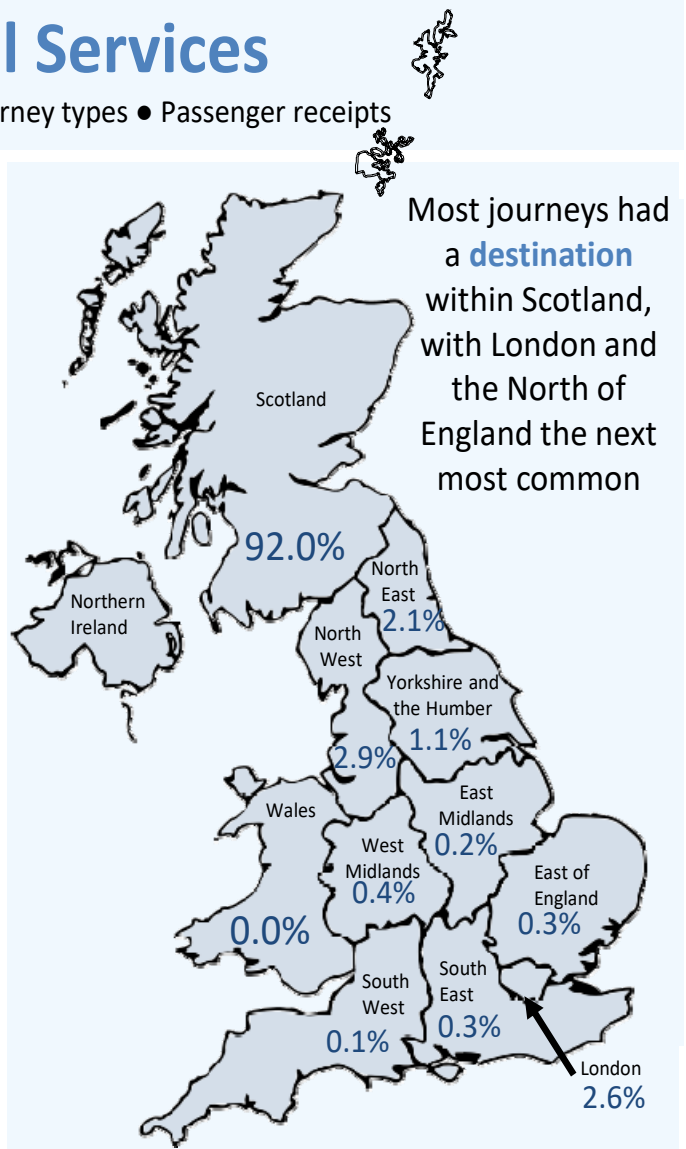 l Services
rney types ● Passenger receipts
Most journeys had
a destination
within Scotland,
with London and
the North of
England the next
most common
Scotland
92.0%
North
East
2.1%
Northern
Ireland
North
West
2.9%
Yorkshire and
the Humber
1.1%
East
Midlands
0.2%
Wales
0.0%
West
Midlands
0.4%
East of
England
0.3%
South
West
0.1%
South
East
0.3%
London
2.6%